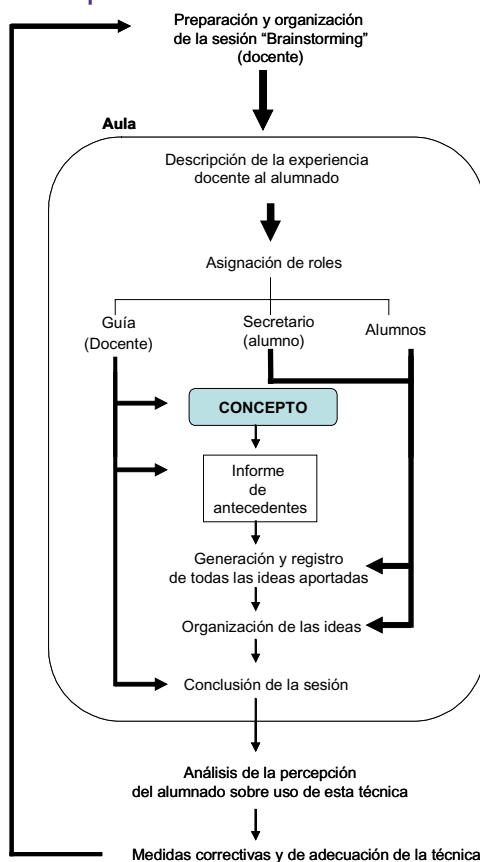 Preparación y organización
de la sesión “Brainstorming”
(docente)
Aula
Descripción de la experiencia
docente al alumnado
Asignación de roles
Guía
(Docente)
Secretario
(alumno)
Alumnos
CONCEPTO
Informe
de
antecedentes
Generación y registro
de todas las ideas aportadas
Organización de las ideas
Conclusión de la sesión
Análisis de la percepción
del alumnado sobre uso de esta técnica
Medidas correctivas y de adecuación de la técnica